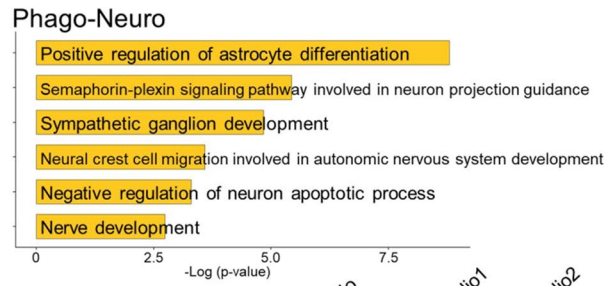 Phago-Neuro
Positive regulation of astrocyte differentiation
Semaphorin-plexin signaling pathway involved in neuron projection guidance
Sympathetic ganglion development
Neural crest cell migration involved in autonomic nervous system development
Negative regulation of neuron apoptotic process
Nerve development
0 2.5 5.0 7.5
-Log (p-value)